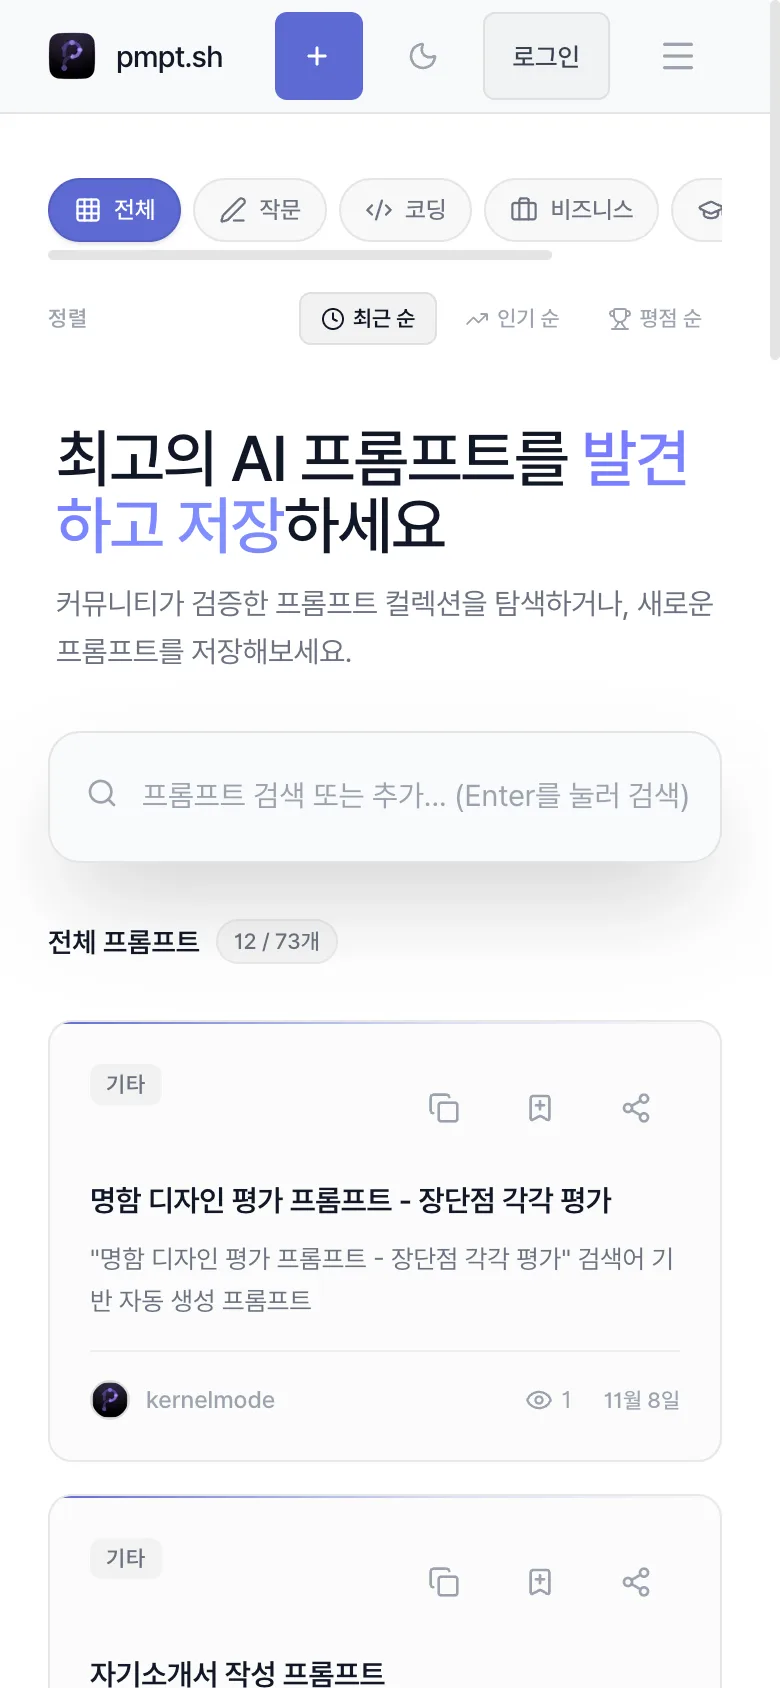 pmpt.sh
로그인
전체
작문
코딩
비즈니스
정렬
최근 순
인기 순
평점 순
최고의 AI 프롬프트를 발견
하고 저장하세요
커뮤니티가 검증한 프롬프트 컬렉션을 탐색하거나, 새로운
프롬프트를 저장해보세요.
프롬프트 검색 또는 추가... (Enter를 눌러 검색)
전체 프롬프트
12 / 73개
기타
명함 디자인 평가 프롬프트 - 장단점 각각 평가
"명함 디자인 평가 프롬프트 - 장단점 각각 평가" 검색어 기
반 자동 생성 프롬프트
kernelmode
1
11월 8일
기타
자기소개서 작성 프롬프트